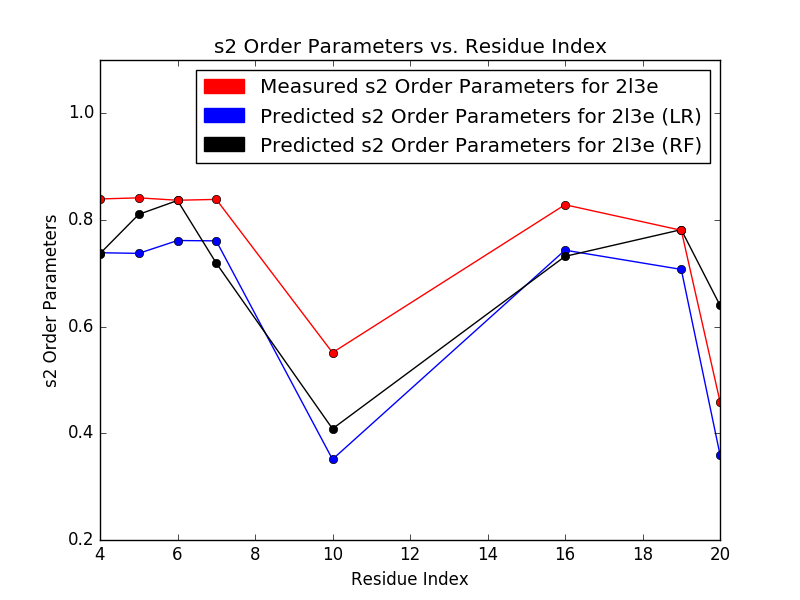 s2 Order Parameters vs. Residue Index
Measured s2 Order Parameters for 2l3e
Predicted s2 Order Parameters for 2l3e (LR)
Predicted s2 Order Parameters for 2l3e (RF)
s2 Order Parameters
1.0
0.8
0.6
0.4
0.2
4 6 8 10 12 14 16 18 20
Residue Index